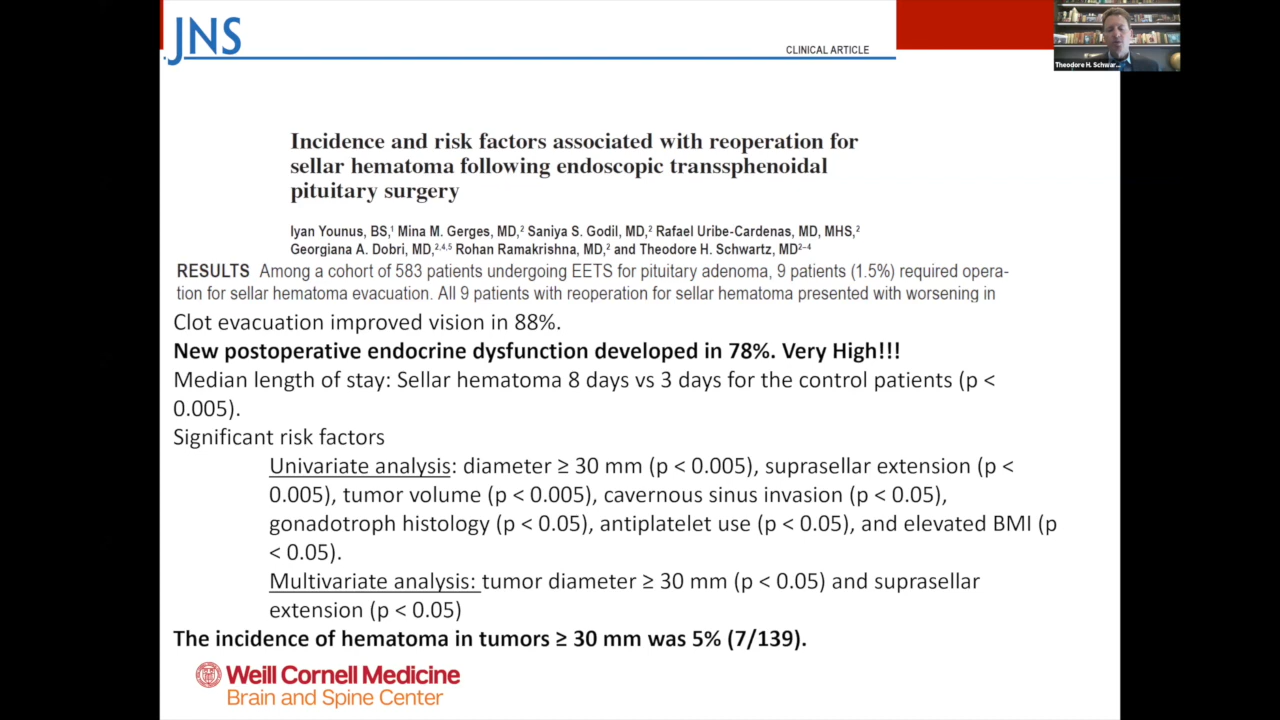 JNS
CLINICAL ARTICLE
Theodore H. Schwar...
Incidence and risk factors associated with reoperation for
sellar hematoma following endoscopic transsphenoidal
pituitary surgery
Iyan Younus, BS,¹ Mina M. Gerges, MD,² Saniya S. Godil, MD,² Rafael Uribe-Cardenas, MD, MHS,²
Georgiana A. Dobri, MD,²,⁴,⁵ Rohan Ramakrishna, MD,² and Theodore H. Schwartz, MD²⁻⁴
RESULTS Among a cohort of 583 patients undergoing EETS for pituitary adenoma, 9 patients (1.5%) required opera-
tion for sellar hematoma evacuation. All 9 patients with reoperation for sellar hematoma presented with worsening in
Clot evacuation improved vision in 88%.
New postoperative endocrine dysfunction developed in 78%. Very High!!!
Median length of stay: Sellar hematoma 8 days vs 3 days for the control patients (p <
0.005).
Significant risk factors
Univariate analysis: diameter ≥ 30 mm (p < 0.005), suprasellar extension (p <
0.005), tumor volume (p < 0.005), cavernous sinus invasion (p < 0.05),
gonadotroph histology (p < 0.05), antiplatelet use (p < 0.05), and elevated BMI (p
< 0.05).
Multivariate analysis: tumor diameter ≥ 30 mm (p < 0.05) and suprasellar
extension (p < 0.05)
The incidence of hematoma in tumors ≥ 30 mm was 5% (7/139).
Weill Cornell Medicine
Brain and Spine Center